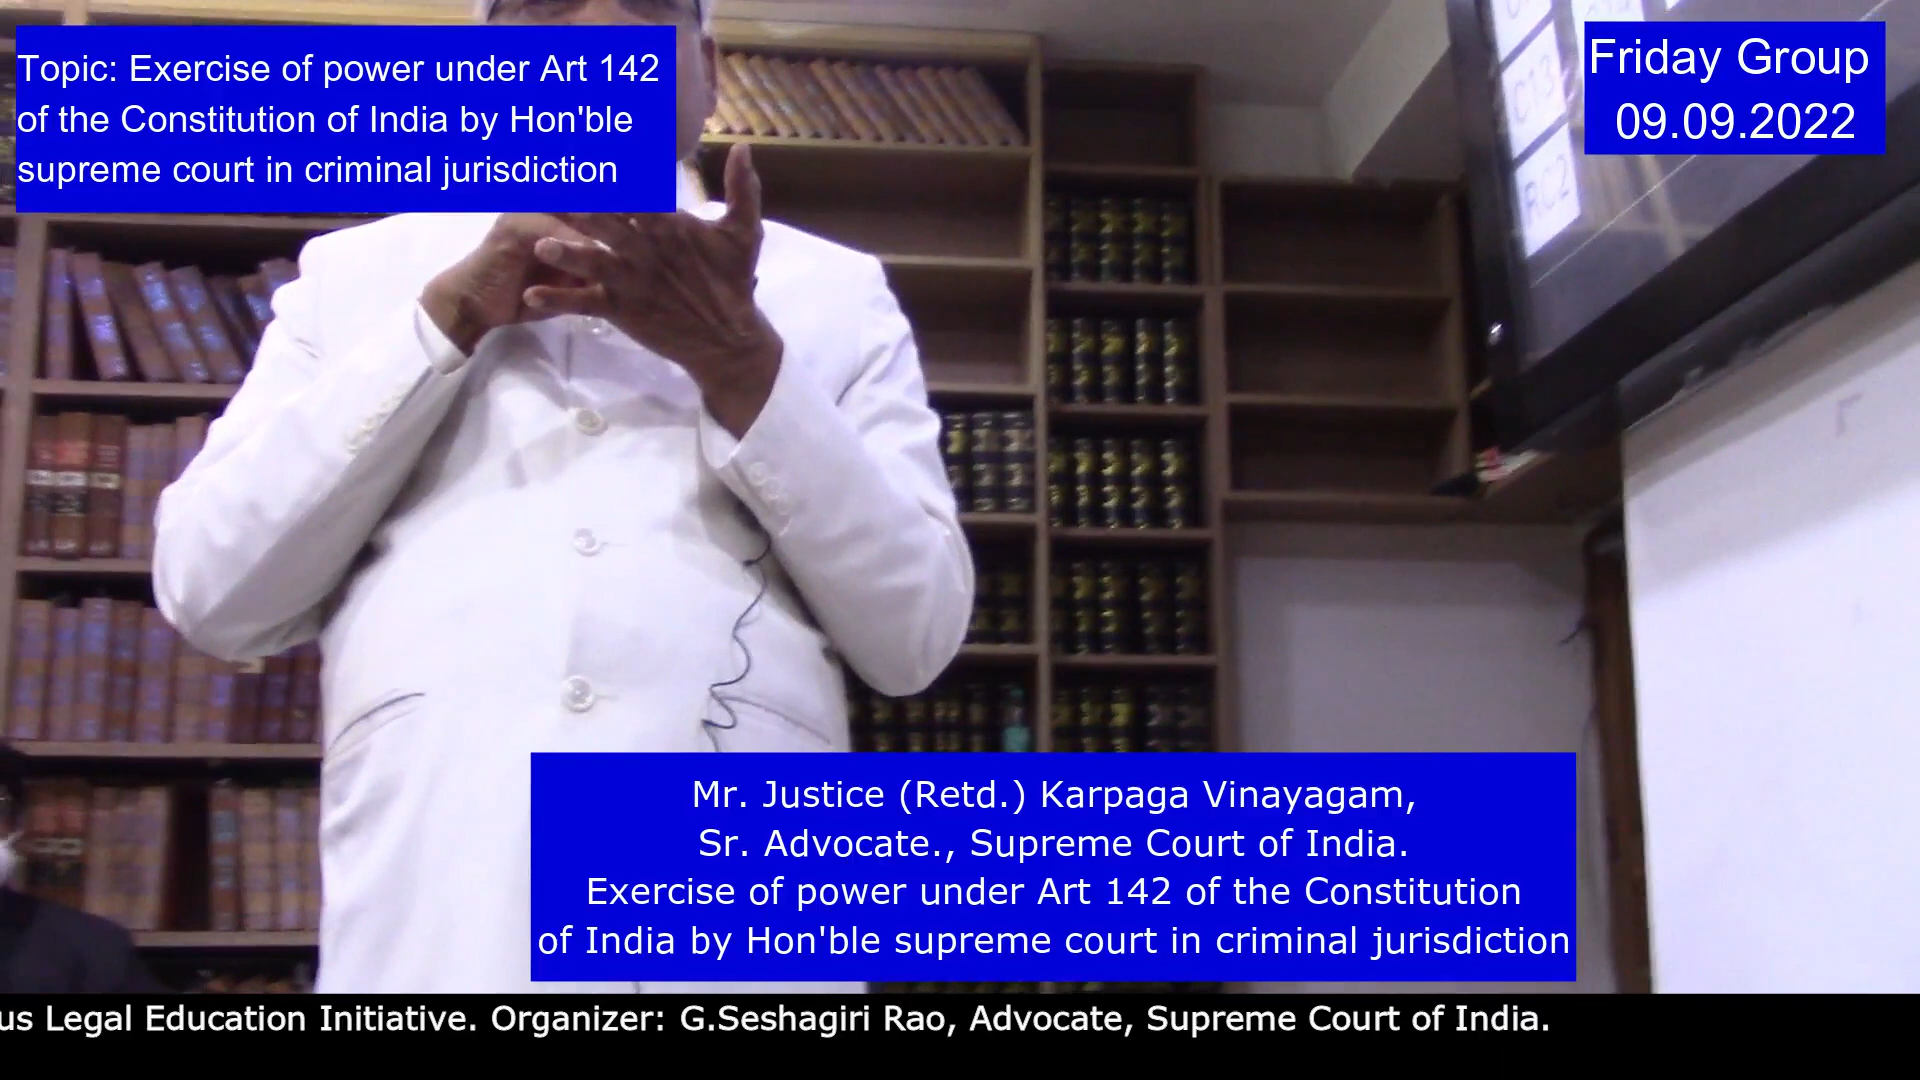 Topic: Exercise of power under Art 142
of the Constitution of India by Hon'ble
supreme court in criminal jurisdiction
Friday Group
09.09.2022
C13
RC2
Mr. Justice (Retd.) Karpaga Vinayagam,
Sr. Advocate., Supreme Court of India.
Exercise of power under Art 142 of the Constitution
of India by Hon'ble supreme court in criminal jurisdiction
us Legal Education Initiative. Organizer: G.Seshagiri Rao, Advocate, Supreme Court of India.